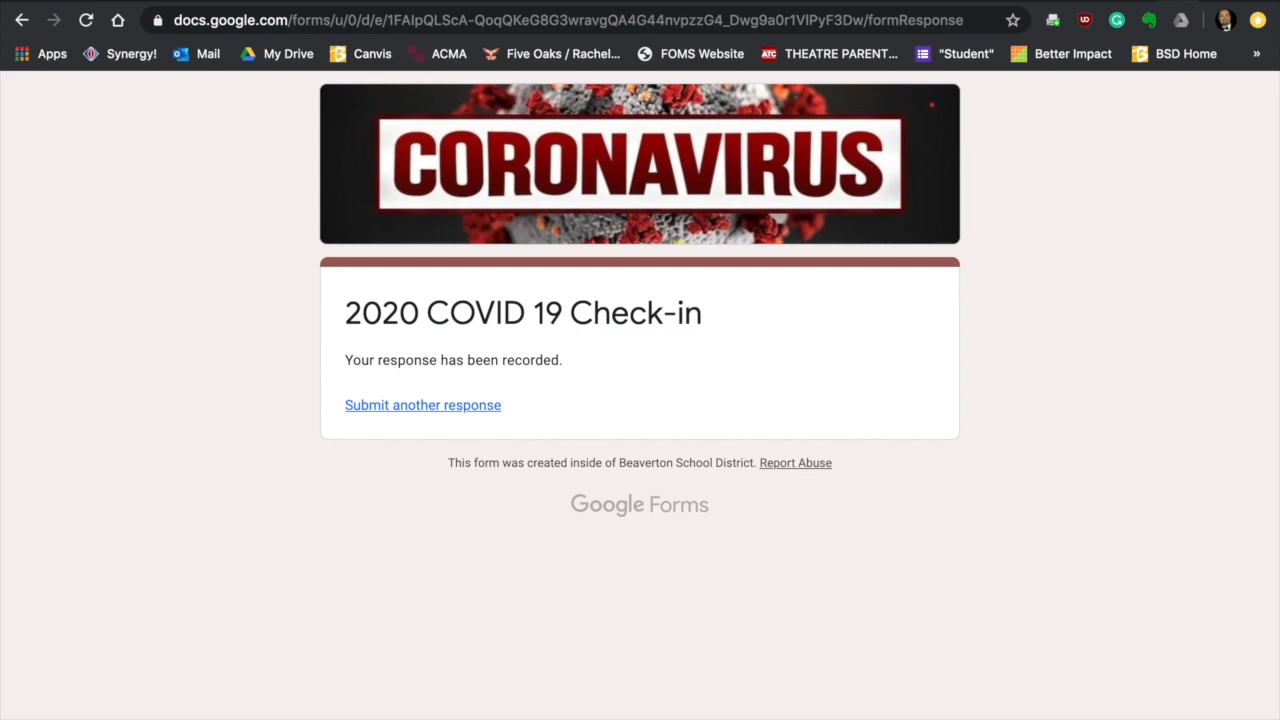 docs.google.com/forms/u/0/d/e/1FAIpQLScA-QoqQKeG8G3wravgQA4G44nvpzzG4_Dwg9a0r1VlPyF3Dw/formResponse
Apps Synergy! Mail My Drive Canvis ACMA Five Oaks / Rachel... FOMS Website ATC THEATRE PARENT... "Student" Better Impact BSD Home »
CORONAVIRUS
2020 COVID 19 Check-in
Your response has been recorded.
Submit another response
This form was created inside of Beaverton School District. Report Abuse
Google Forms